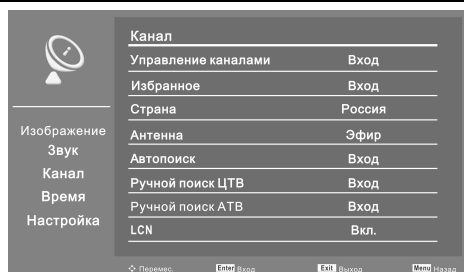 Канал
Управление каналами Вход
Избранное Вход
Страна Россия
Антенна Эфир
Автопоиск Вход
Ручной поиск ЦТВ Вход
Ручной поиск АТВ Вход
LCN Вкл.
Изображение
Звук
Канал
Время
Настройка
Перемес. Enter Вход Exit Выход Menu Назад